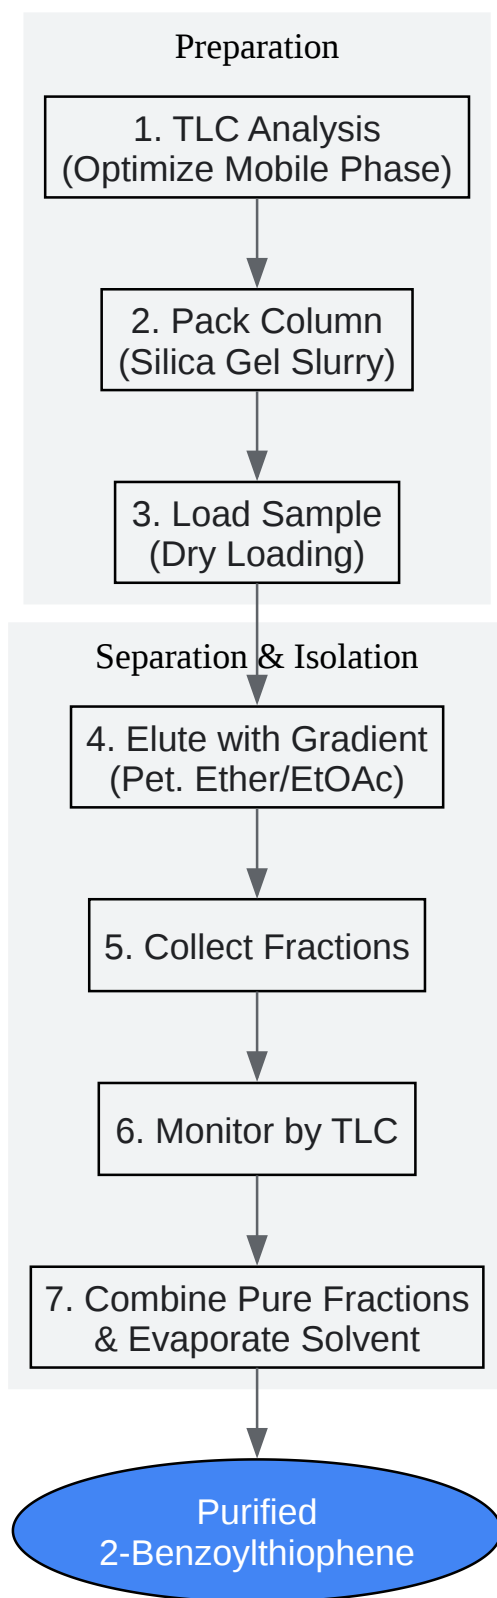 Preparation
1. TLC Analysis
(Optimize Mobile Phase)
2. Pack Column
(Silica Gel Slurry)
3. Load Sample
(Dry Loading)
Separation & Isolation
4. Elute with Gradient
(Pet. Ether/EtOAc)
5. Collect Fractions
6. Monitor by TLC
7. Combine Pure Fractions
& Evaporate Solvent
Purified
2-Benzoylthiophene